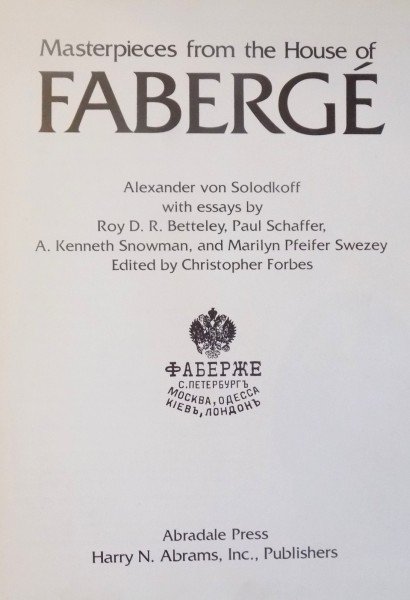 Masterpieces from the House of
FABERGÉ
Alexander von Solodkoff
with essays by
Roy D. R. Betteley, Paul Schaffer,
A. Kenneth Snowman, and Marilyn Pfeifer Swezey
Edited by Christopher Forbes
ФАБЕРЖЕ
С.ПЕТЕРБУРГЪ
МОСКВА, ОДЕССА
КІЕВЪ, ЛОНДОНЪ
Abradale Press
Harry N. Abrams, Inc., Publishers